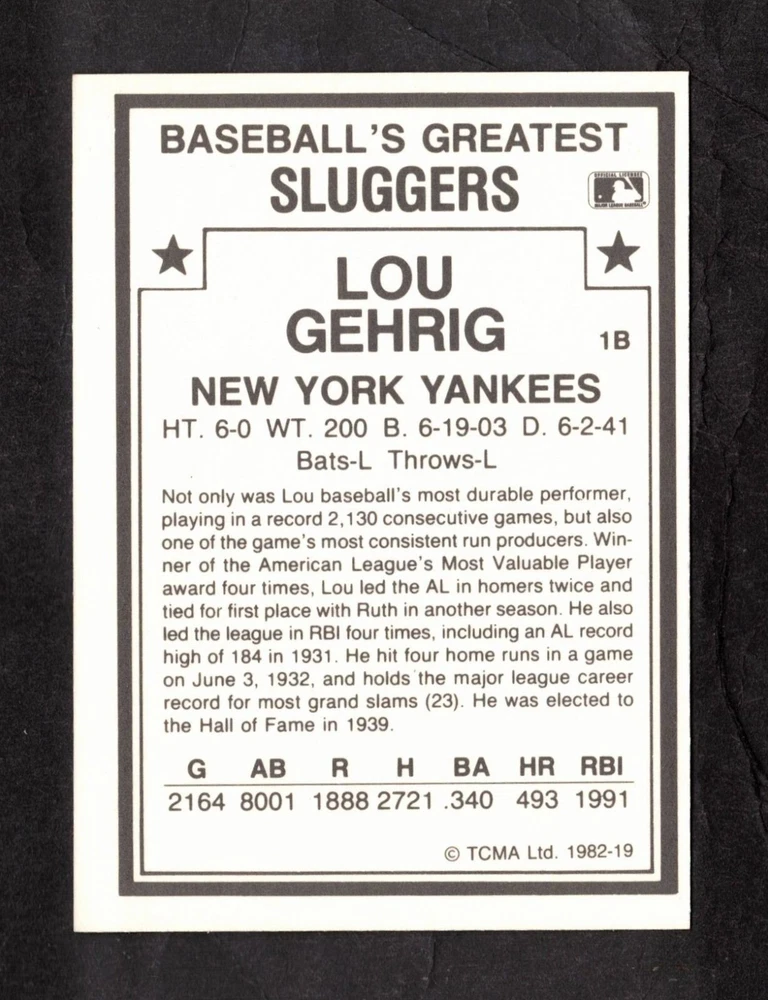 BASEBALL'S GREATEST
SLUGGERS
OFFICIAL LICENSEE
MAJOR LEAGUE BASEBALL
LOU
GEHRIG
1B
NEW YORK YANKEES
HT. 6-0 WT. 200 B. 6-19-03 D. 6-2-41
Bats-L Throws-L
Not only was Lou baseball's most durable performer,
playing in a record 2,130 consecutive games, but also
one of the game's most consistent run producers. Win-
ner of the American League's Most Valuable Player
award four times, Lou led the AL in homers twice and
tied for first place with Ruth in another season. He also
led the league in RBI four times, including an AL record
high of 184 in 1931. He hit four home runs in a game
on June 3, 1932, and holds the major league career
record for most grand slams (23). He was elected to
the Hall of Fame in 1939.
G AB R H BA HR RBI
2164 8001 1888 2721 .340 493 1991
© TCMA Ltd. 1982-19